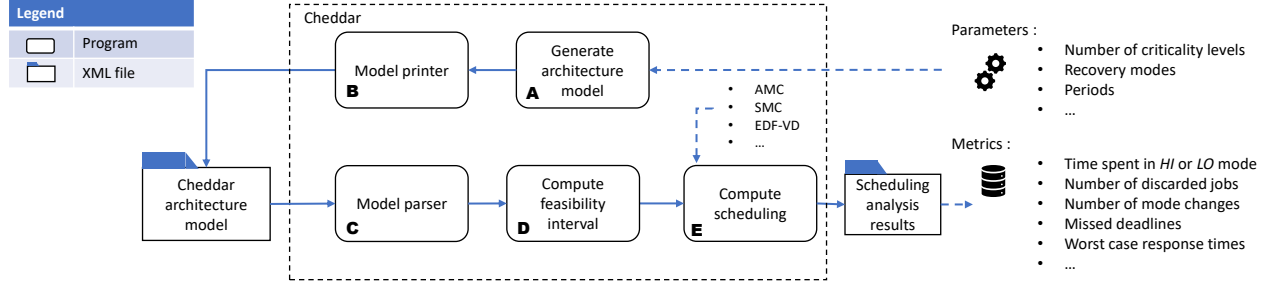 Legend
Program
XML file
Cheddar
Model printer
B
Generate
architecture
model
A
Parameters :
• Number of criticality levels
• Recovery modes
• Periods
• ...
• AMC
• SMC
• EDF-VD
• ...
Cheddar
architecture
model
Model parser
C
Compute
feasibility
interval
D
Compute
scheduling
E
Scheduling
analysis
results
Metrics :
• Time spent in HI or LO mode
• Number of discarded jobs
• Number of mode changes
• Missed deadlines
• Worst case response times
• ...